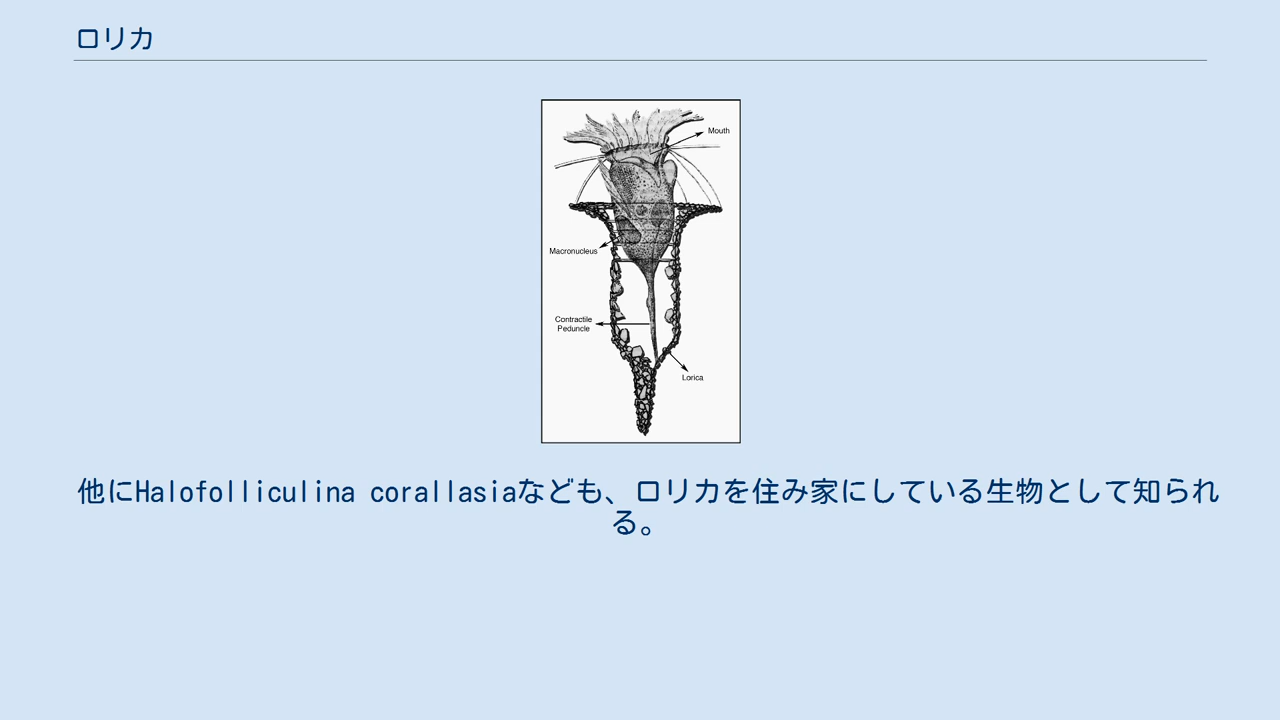 ロリカ
Mouth
Macronucleus
Contractile
Peduncle
Lorica
他にHalofolliculina corallasiaなども、ロリカを住み家にしている生物として知られ
る。